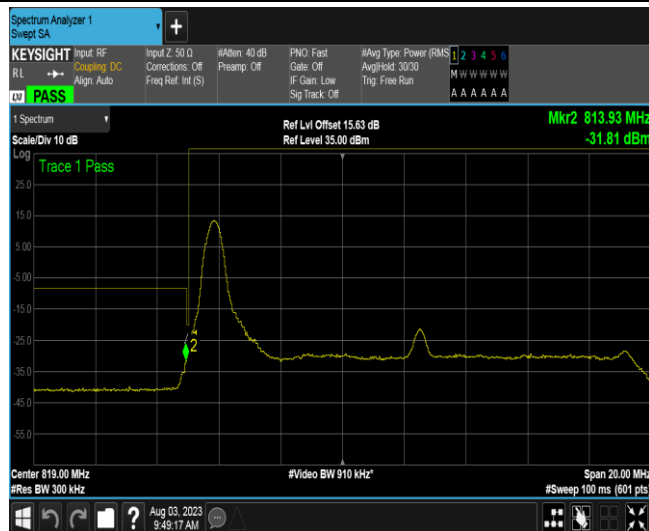 Spectrum Analyzer 1
Swept SA
+
KEYSIGHT
RL
Input: RF
Coupling: DC
Align: Auto
Input Z: 50 Ω
Corrections: Off
Freq Ref: Int (S)
#Atten: 40 dB
Preamp: Off
PNO: Fast
Gate: Off
IF Gain: Low
Sig Track: Off
#Avg Type: Power (RMS
Avg|Hold: 30/30
Trig: Free Run
1 2 3 4 5 6
M W W W W W
A A A A A A
LXI PASS
1 Spectrum
Scale/Div 10 dB
Ref Lvl Offset 15.63 dB
Ref Level 35.00 dBm
Mkr2 813.93 MHz
-31.81 dBm
Log
Trace 1 Pass
25.0
15.0
5.00
-5.00
-15.0
-25.0
-35.0
-45.0
-55.0
2
Center 819.00 MHz
#Res BW 300 kHz
#Video BW 910 kHz*
Span 20.00 MHz
#Sweep 100 ms (601 pts)
?
Aug 03, 2023
9:49:17 AM